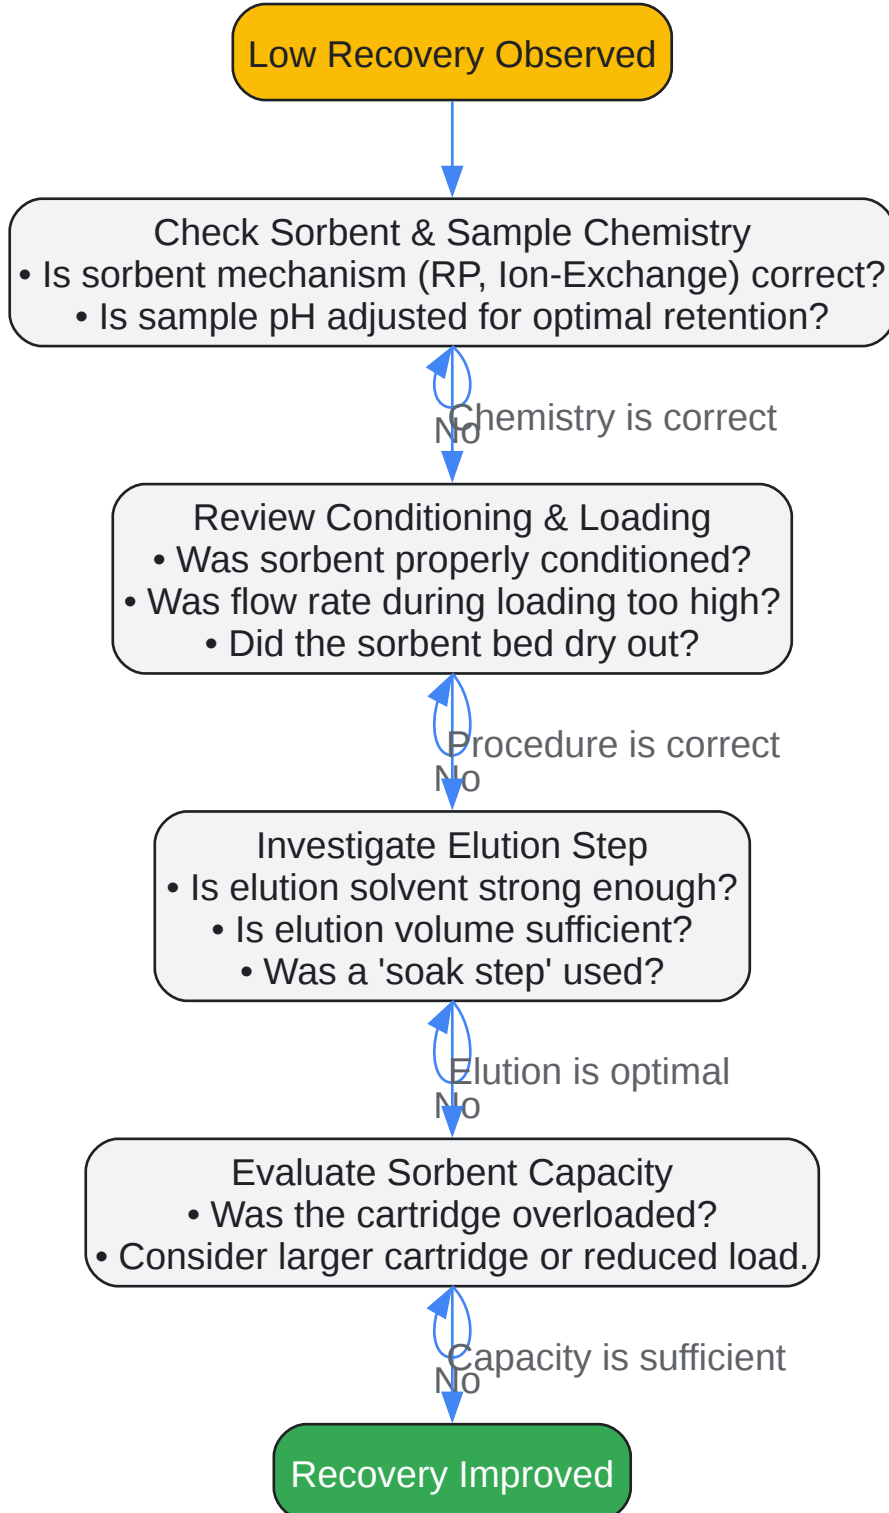 Low Recovery Observed
Check Sorbent & Sample Chemistry
• Is sorbent mechanism (RP, Ion-Exchange) correct?
• Is sample pH adjusted for optimal retention?
Chemistry is correct
No
Review Conditioning & Loading
• Was sorbent properly conditioned?
• Was flow rate during loading too high?
• Did the sorbent bed dry out?
Procedure is correct
No
Investigate Elution Step
• Is elution solvent strong enough?
• Is elution volume sufficient?
• Was a 'soak step' used?
Elution is optimal
No
Evaluate Sorbent Capacity
• Was the cartridge overloaded?
• Consider larger cartridge or reduced load.
Capacity is sufficient
No
Recovery Improved